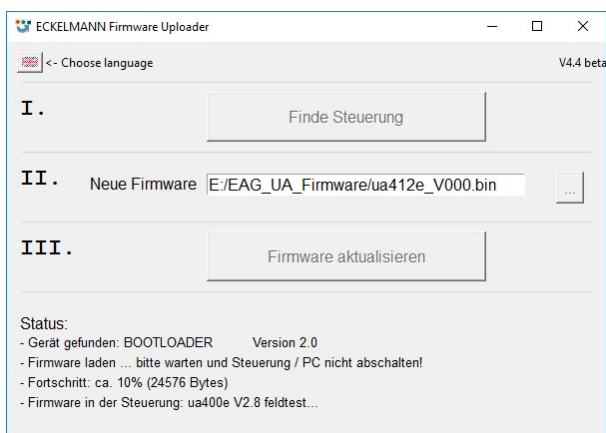 ECKELMANN Firmware Uploader
<- Choose language V4.4 beta
I. Finde Steuerung
II. Neue Firmware E:/EAG_UA_Firmware/ua412e_V000.bin ...
III. Firmware aktualisieren
Status:
- Gerät gefunden: BOOTLOADER Version 2.0
- Firmware laden ... bitte warten und Steuerung / PC nicht abschalten!
- Fortschritt: ca. 10% (24576 Bytes)
- Firmware in der Steuerung: ua400e V2.8 feldtest...